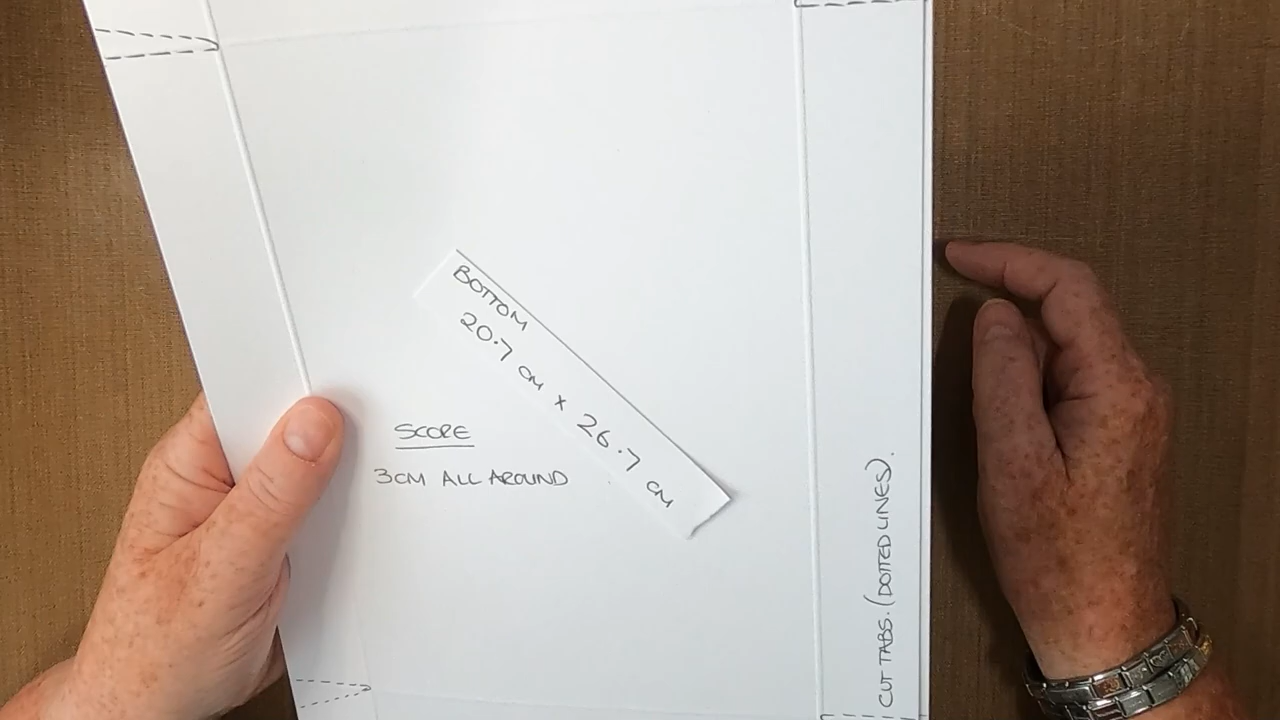 BOTTOM
20.7 CM x 26.7 CM
SCORE
3CM ALL AROUND
CUT TABS. (DOTTED LINES).